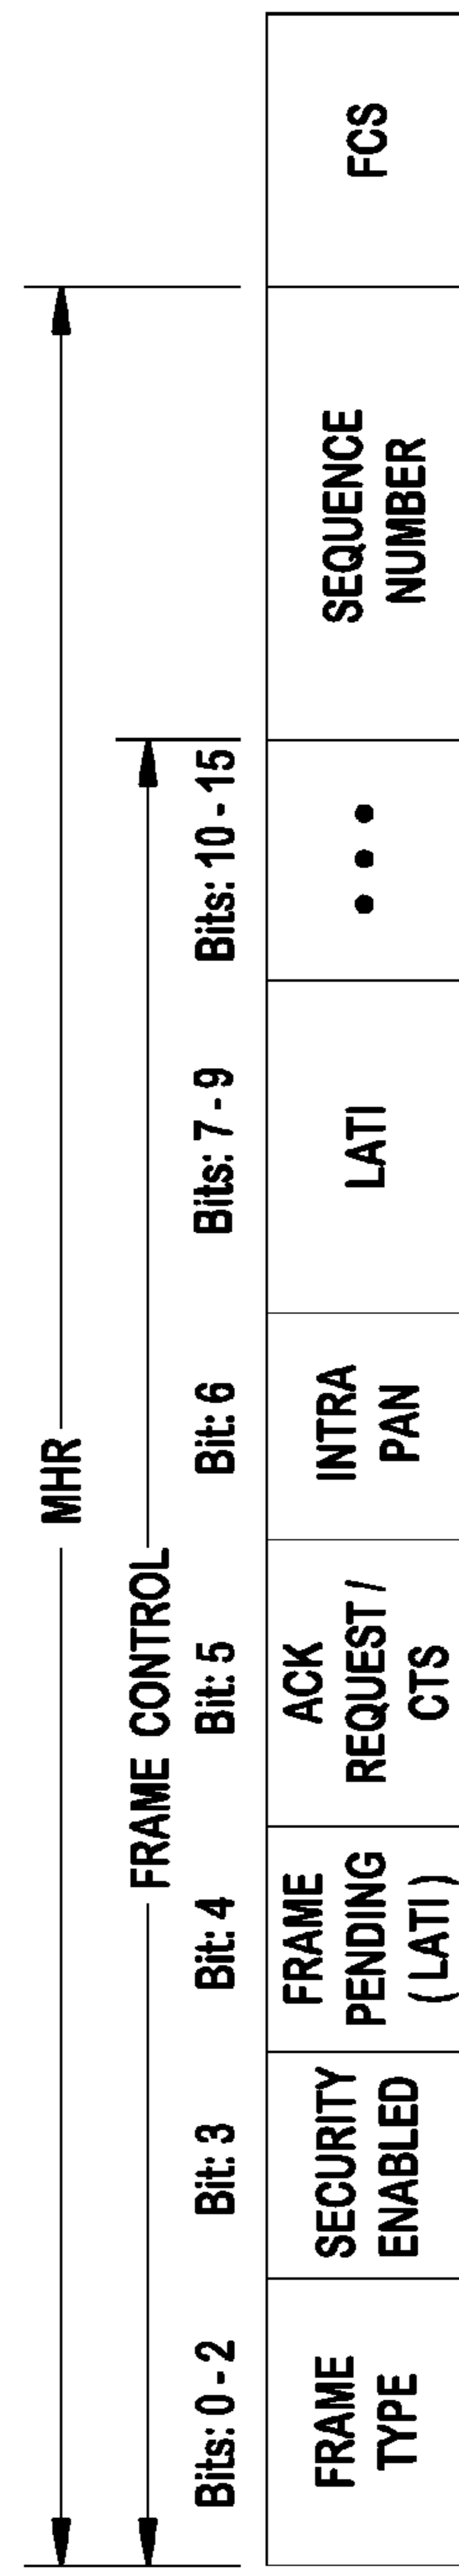 MHR
FRAME CONTROL
Bits: 0 - 2
Bit: 3
Bit: 4
Bit: 5
Bit: 6
Bits: 7 - 9
Bits: 10 - 15
FRAME
TYPE
SECURITY
ENABLED
FRAME
PENDING
( LATI )
ACK
REQUEST /
CTS
INTRA
PAN
LATI
• • •
SEQUENCE
NUMBER
FCS